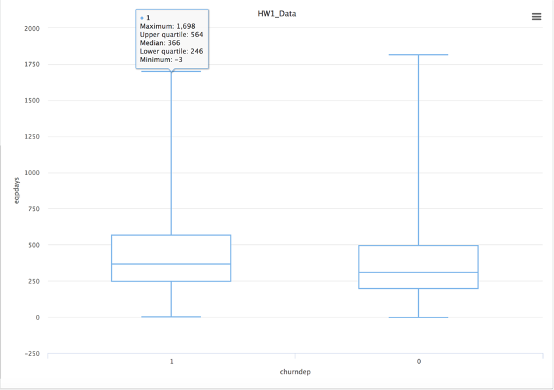 HW1_Data
1
Maximum: 1,698
Upper quartile: 564
Median: 366
Lower quartile: 246
Minimum: -3
2000
1750
1500
1250
1000
750
500
250
0
-250
eqpdays
1
0
churndep